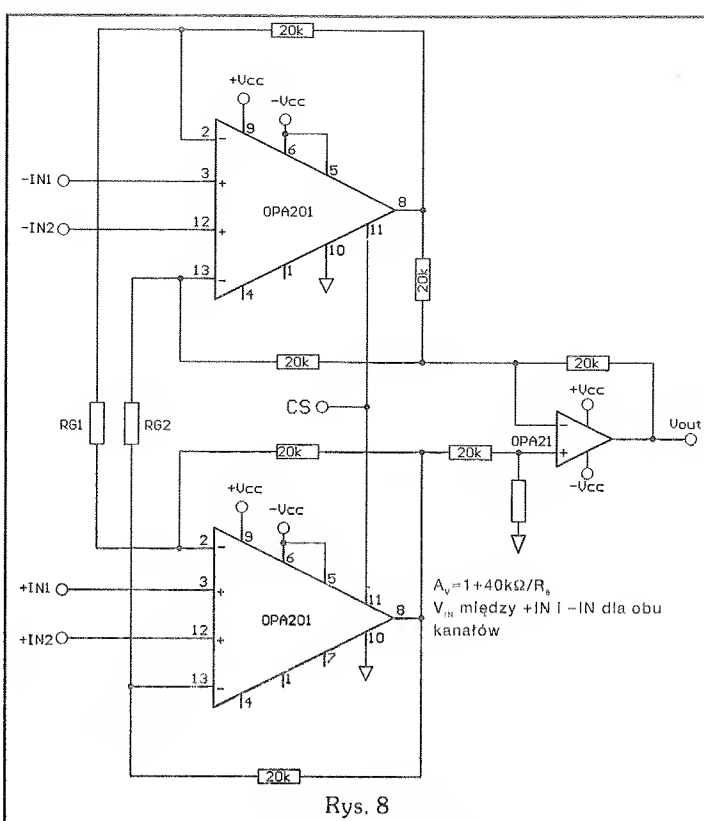 20k
+Vcc
-Vcc
9
6
5
2
-
-IN1
3
+
OPA201
8
-IN2
12
+
11
10
13
-
1
4
20k
20k
20k
CS
+Vcc
-
OPA21
+
Vout
-Vcc
RG1
RG2
20k
20k
+Vcc
-Vcc
9
6
5
2
-
+IN1
3
+
11
OPA201
8
+IN2
12
+
10
7
13
-
1
4
Aᵥ=1+40kΩ/Rₛ
V_IN między +IN i -IN dla obu
kanałów
20k
Rys. 8